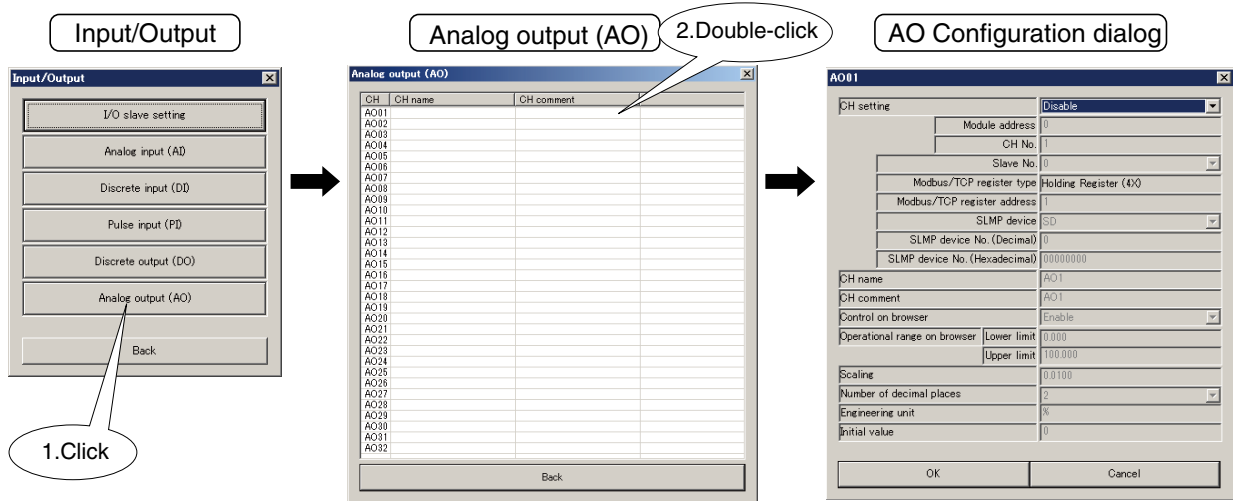 Input/Output
Input/Output
I/O slave setting
Analog input (AI)
Discrete input (DI)
Pulse input (PI)
Discrete output (DO)
Analog output (AO)
Back
1.Click
Analog output (AO)
2.Double-click
Analog output (AO)
CH CH name CH comment
AO01
AO02
AO03
AO04
AO05
AO06
AO07
AO08
AO09
AO10
AO11
AO12
AO13
AO14
AO15
AO16
AO17
AO18
AO19
AO20
AO21
AO22
AO23
AO24
AO25
AO26
AO27
AO28
AO29
AO30
AO31
AO32
Back
AO Configuration dialog
AO01
CH setting Disable
Module address 0
CH No. 1
Slave No. 0
Modbus/TCP register type Holding Register (4X)
Modbus/TCP register address 1
SLMP device SD
SLMP device No.(Decimal) 0
SLMP device No.(Hexadecimal) 00000000
CH name AO1
CH comment AO1
Control on browser Enable
Operational range on browser Lower limit 0.000
Upper limit 100.000
Scaling 0.0100
Number of decimal places 2
Engineering unit %
Initial value 0
OK Cancel